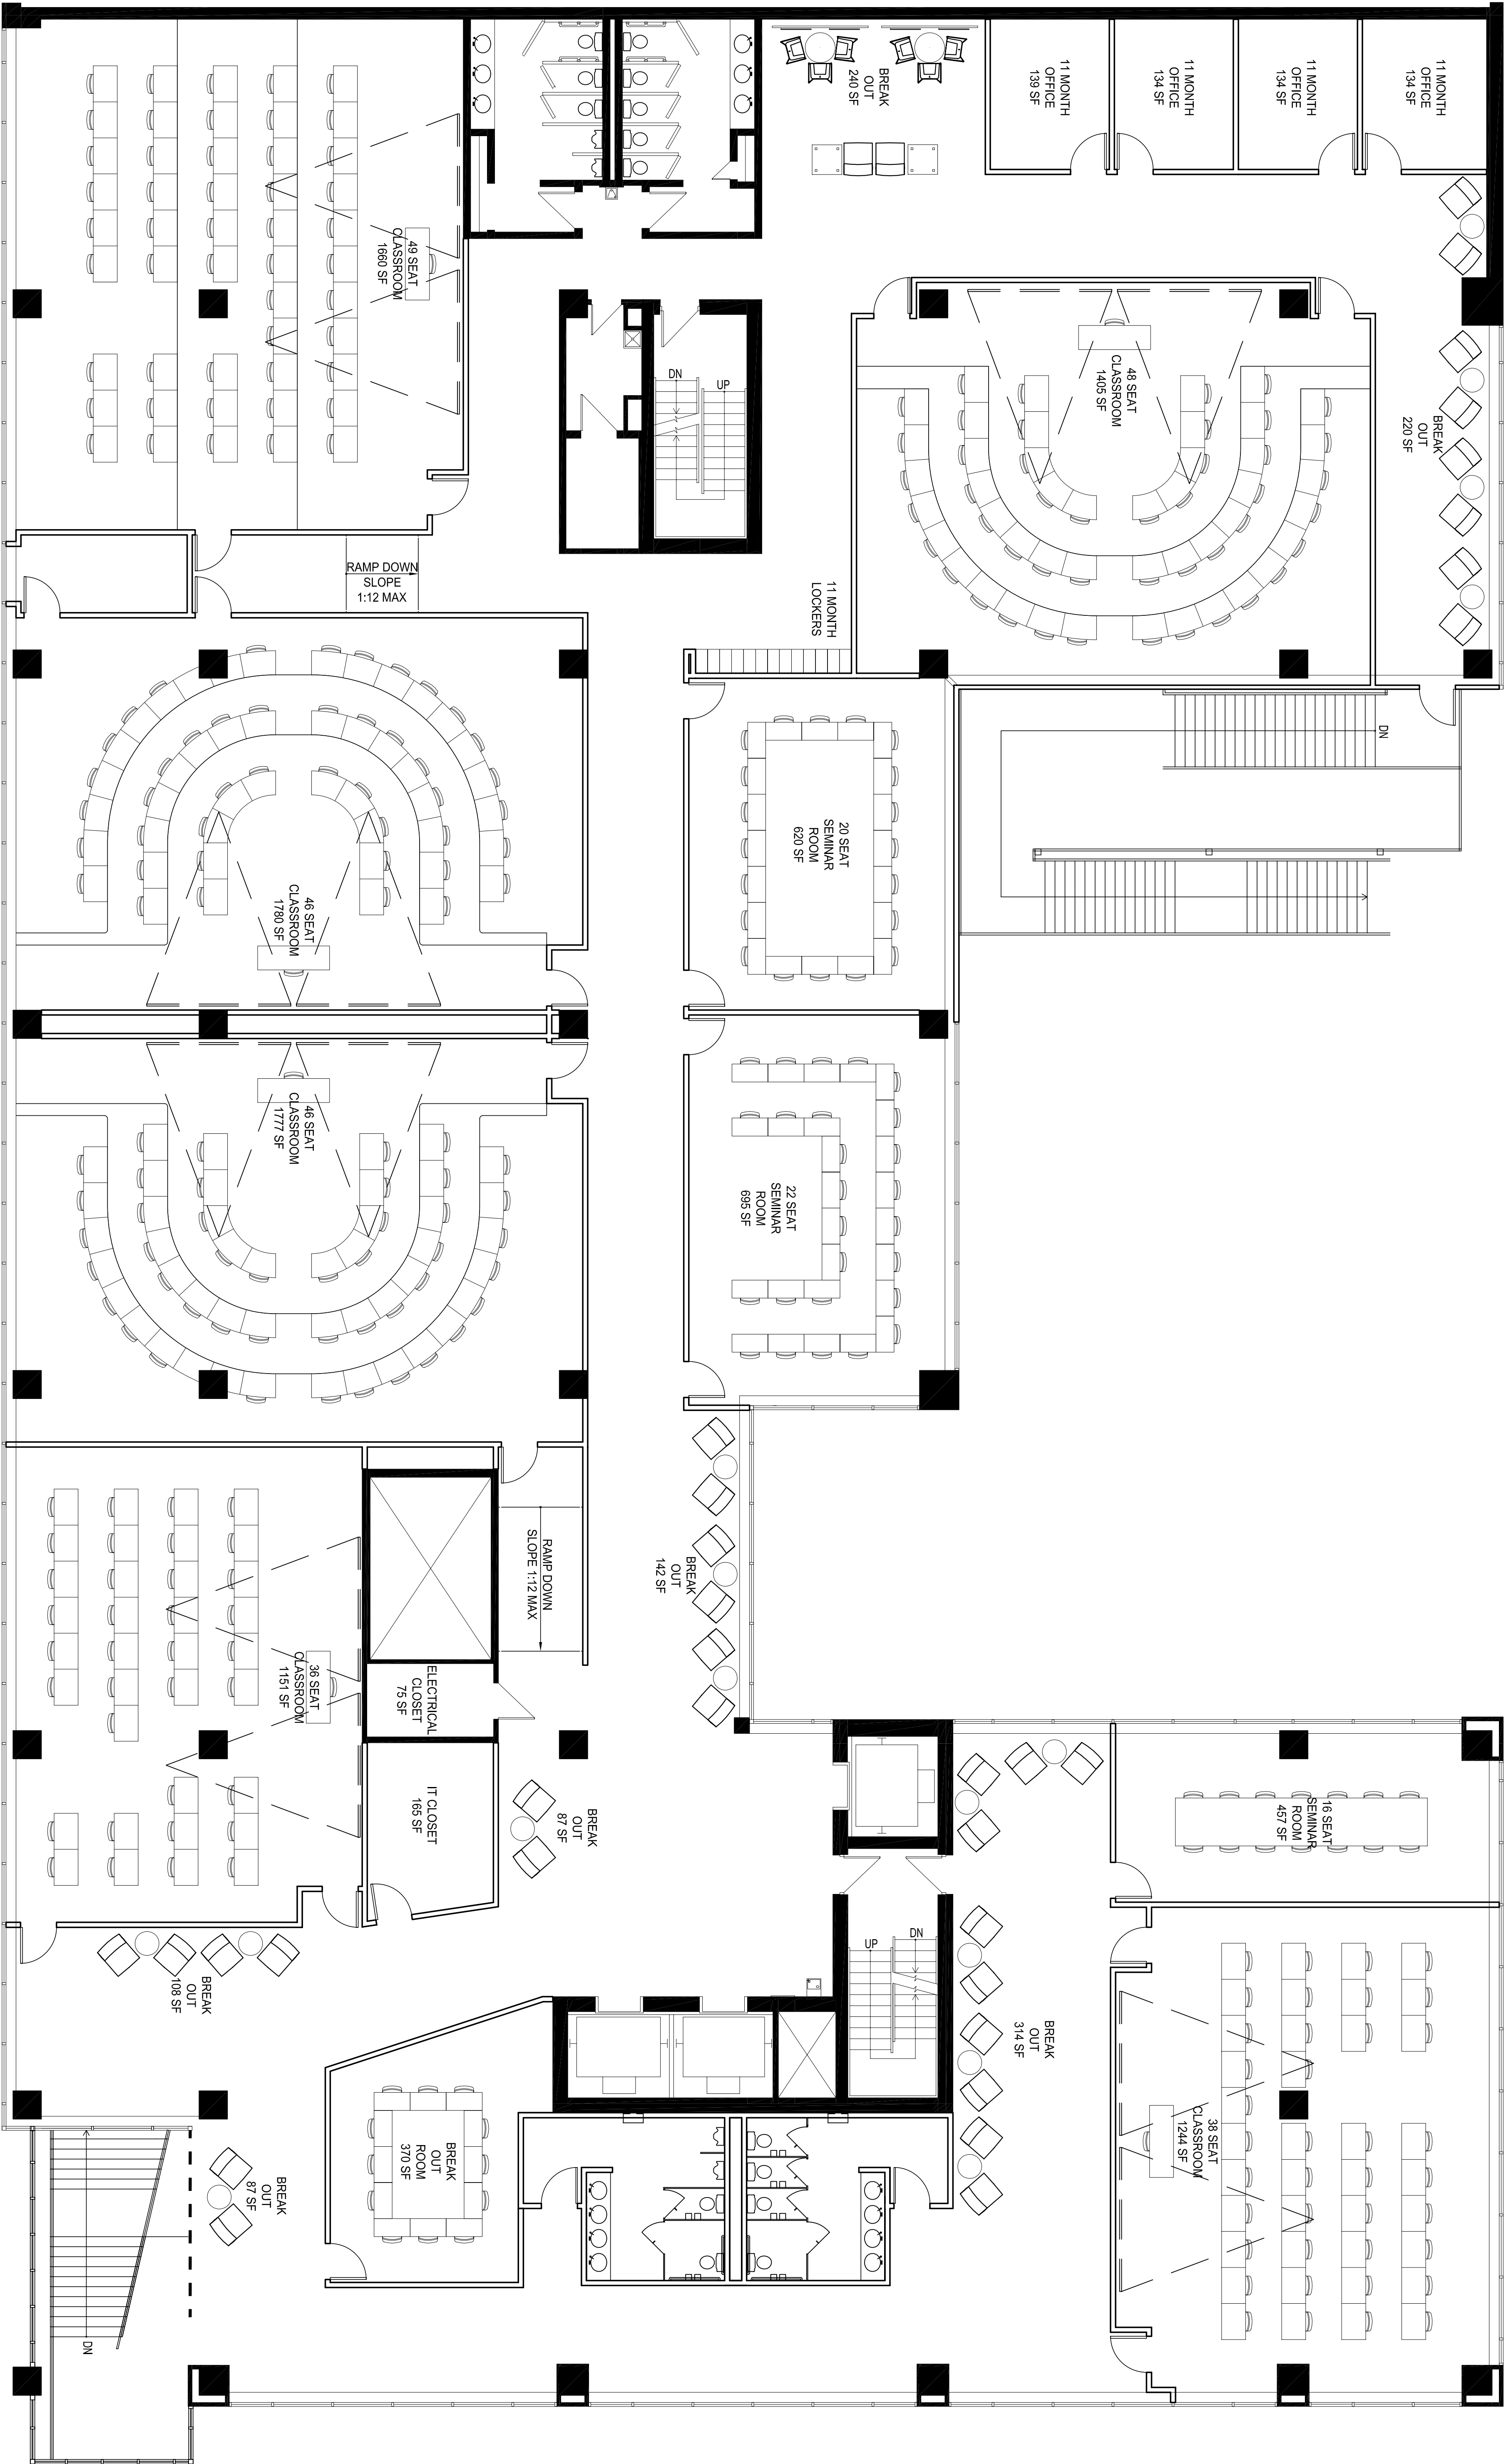 11 MONTH
OFFICE
139 SF
11 MONTH
OFFICE
134 SF
11 MONTH
OFFICE
134 SF
11 MONTH
OFFICE
134 SF
BREAK
OUT
240 SF
49 SEAT
CLASSROOM
1660 SF
48 SEAT
CLASSROOM
1405 SF
BREAK
OUT
220 SF
DN
UP
RAMP DOWN
SLOPE
1:12 MAX
11 MONTH
LOCKERS
DN
20 SEAT
SEMINAR
ROOM
620 SF
46 SEAT
CLASSROOM
1780 SF
46 SEAT
CLASSROOM
1777 SF
22 SEAT
SEMINAR
ROOM
695 SF
BREAK
OUT
142 SF
RAMP DOWN
SLOPE 1:12 MAX
36 SEAT
CLASSROOM
1151 SF
ELECTRICAL
CLOSET
75 SF
IT CLOSET
165 SF
BREAK
OUT
87 SF
16 SEAT
SEMINAR
ROOM
457 SF
BREAK
OUT
108 SF
UP
DN
BREAK
OUT
314 SF
38 SEAT
CLASSROOM
1244 SF
BREAK
OUT
ROOM
370 SF
BREAK
OUT
87 SF
DN